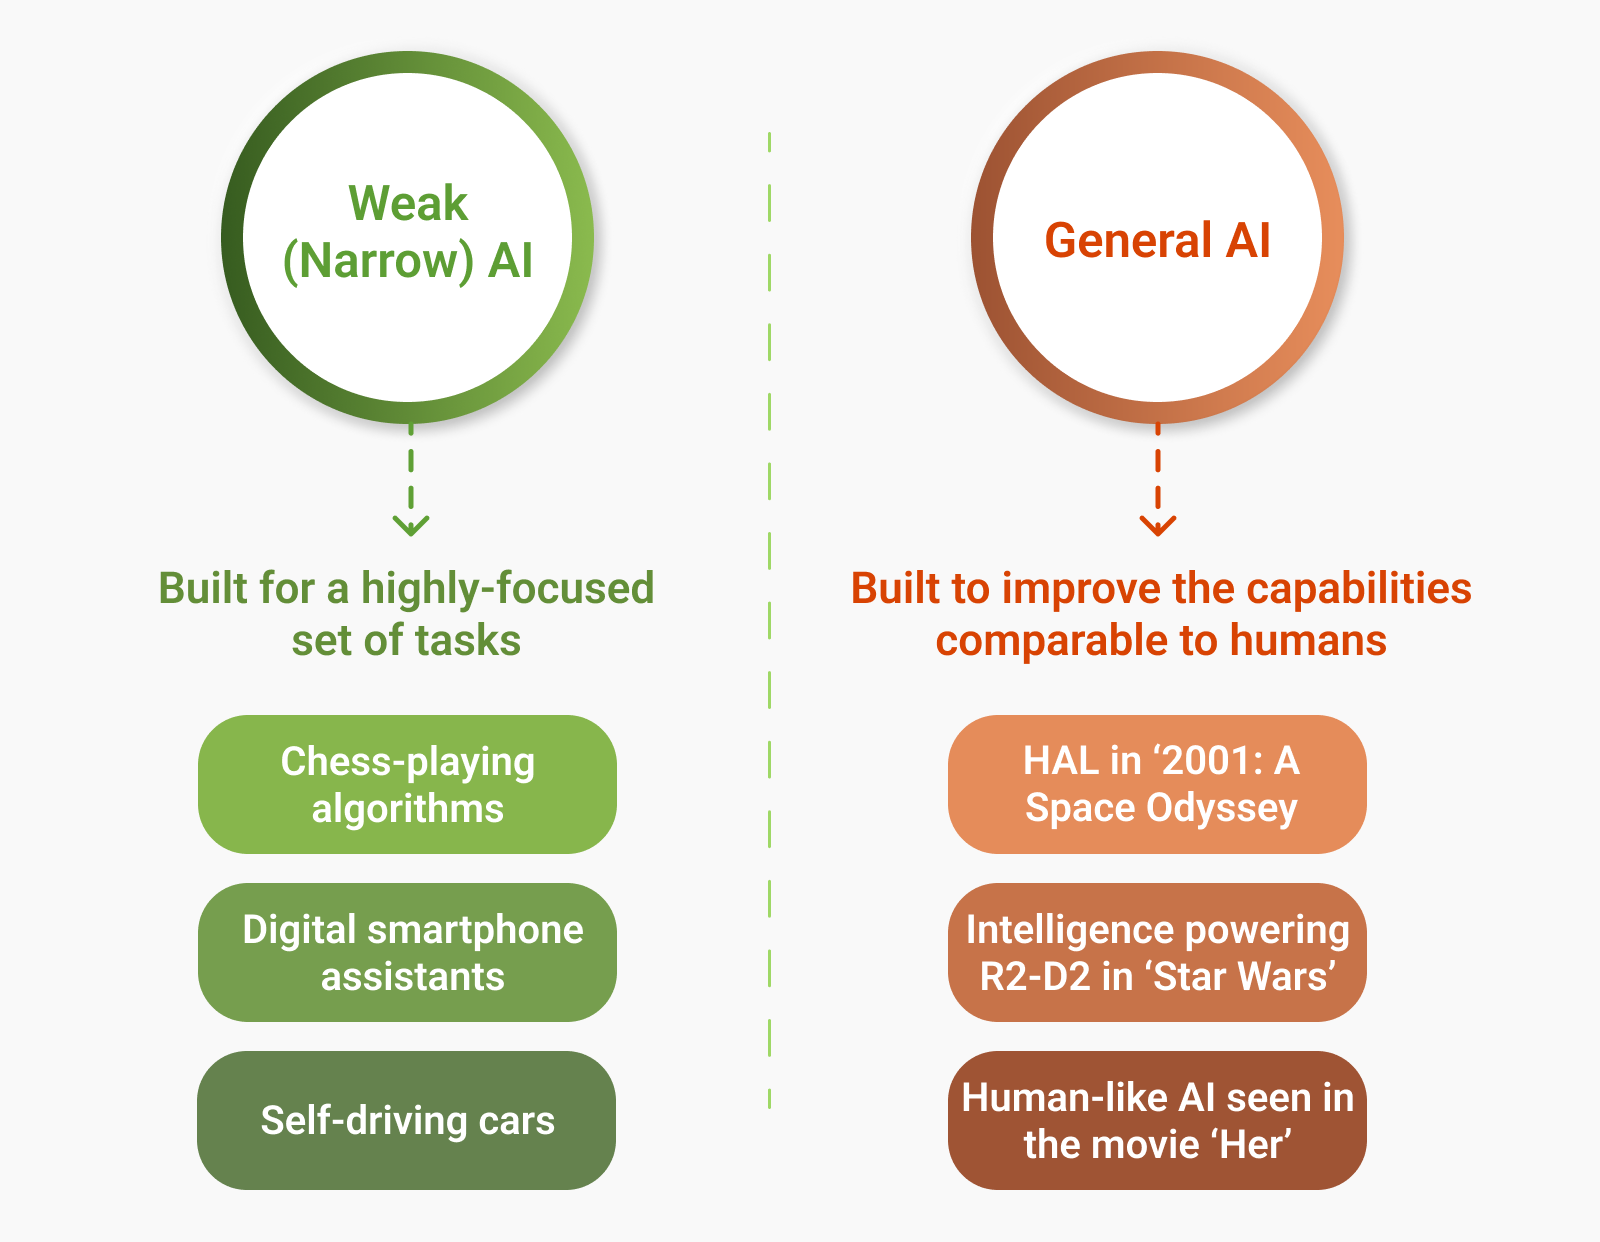 Weak
(Narrow) AI
Built for a highly-focused
set of tasks
Chess-playing
algorithms
Digital smartphone
assistants
Self-driving cars
General AI
Built to improve the capabilities
comparable to humans
HAL in ‘2001: A
Space Odyssey
Intelligence powering
R2-D2 in ‘Star Wars’
Human-like AI seen in
the movie ‘Her’